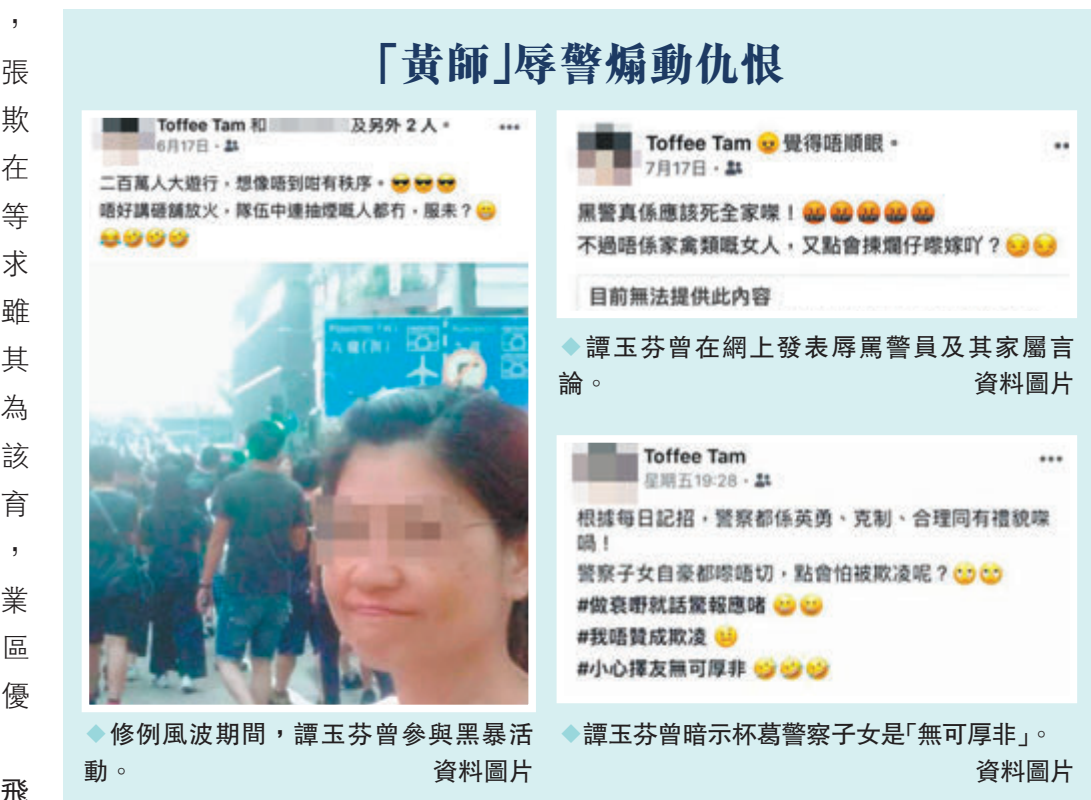 「黃師」辱警煽動仇恨
Toffee Tam 和 及另外 2 人。
6月17日
二百萬人大遊行，想像唔到咁有秩序。😎😎😎
唔好講砸舖放火，隊伍中連抽煙嘅人都冇，服未？😁
😂🤣🤣🤣
九龍(西)
◆修例風波期間，譚玉芬曾參與黑暴活
動。 資料圖片
Toffee Tam 😠 覺得唔順眼。
7月17日
黑警真係應該死全家㗎！🤬🤬🤬🤬🤬
不過唔係家禽類嘅女人，又點會揀爛仔嚟嫁吖？😏😏
目前無法提供此內容
◆譚玉芬曾在網上發表辱罵警員及其家屬言
論。 資料圖片
Toffee Tam
星期五19:28
根據每日記招，警察都係英勇、克制、合理同有禮貌㗎
喎！
警察子女自豪都嚟唔切，點會怕被欺凌呢？🙄🙄
#做衰嘢就話驚報應啫
#我唔贊成欺凌
#小心擇友無可厚非 🤣🤣🤣
◆譚玉芬曾暗示杯葛警察子女是「無可厚非」。
資料圖片
，
張
欺
在
等
求
雖
其
為
該
育
，
業
區
優
飛